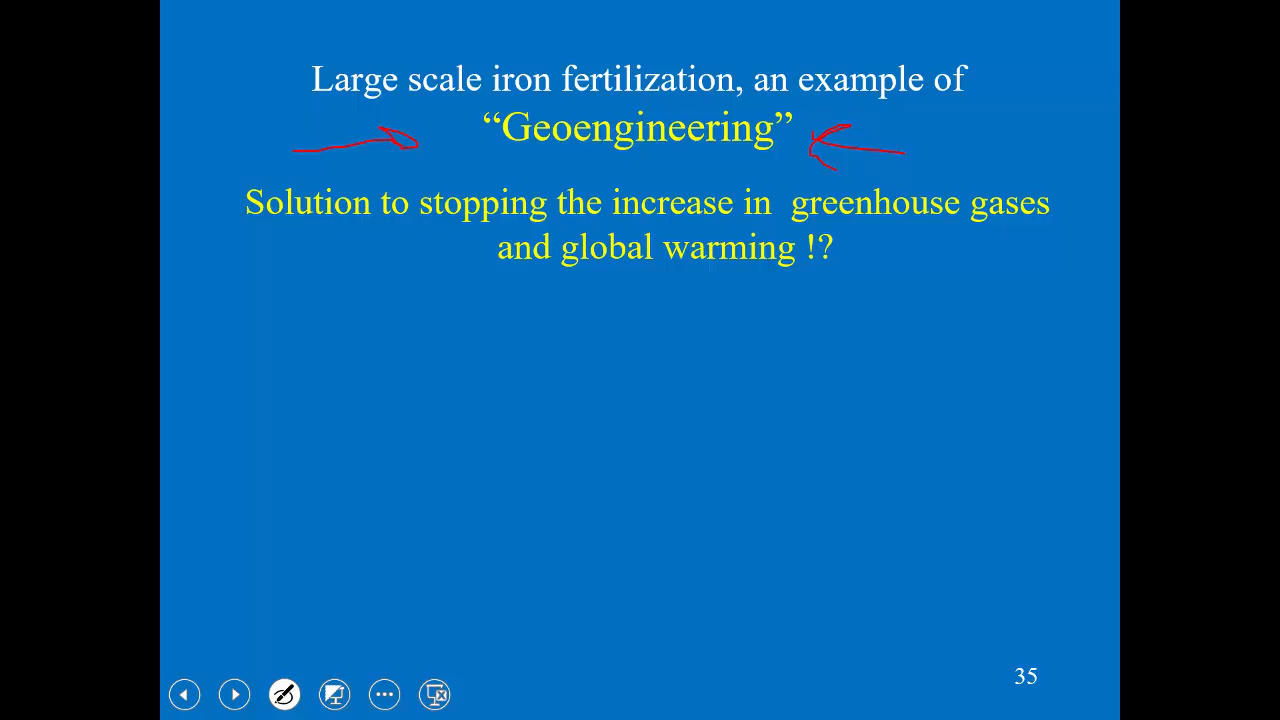 Large scale iron fertilization, an example of
“Geoengineering”
Solution to stopping the increase in  greenhouse gases
and global warming !?
35